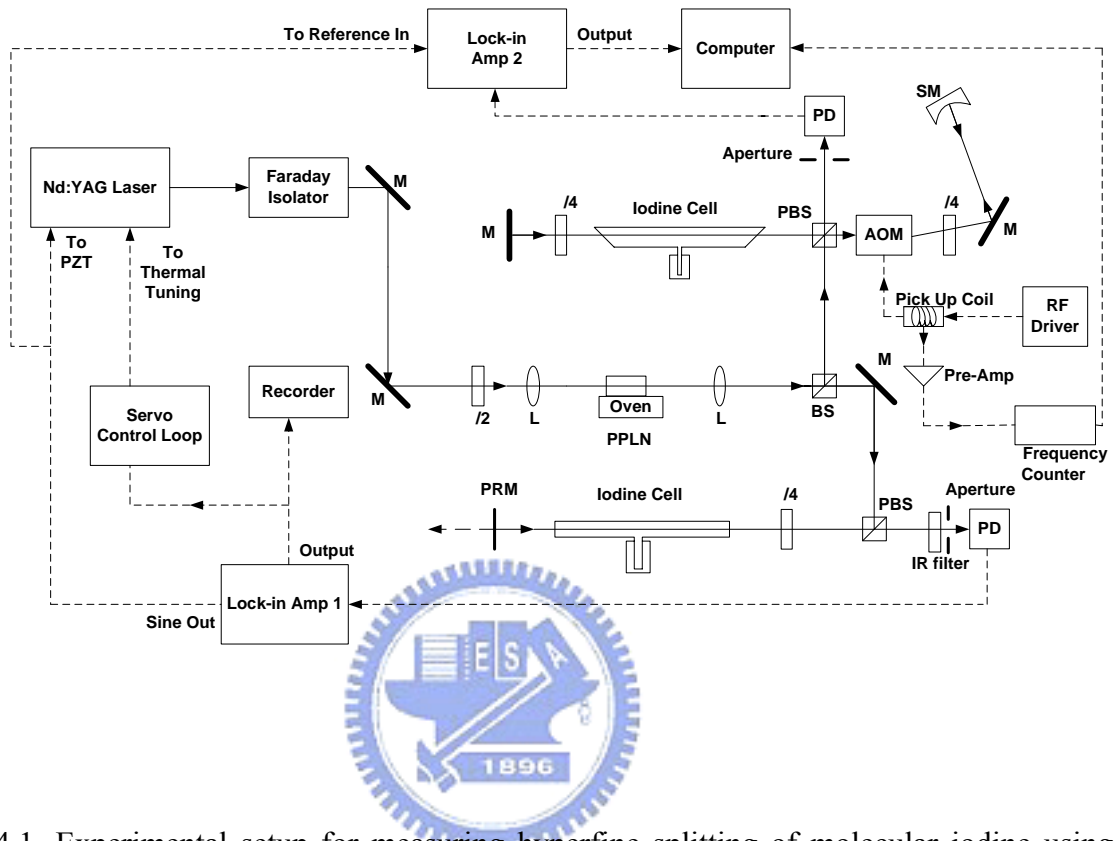 To Reference In
Lock-in
Amp 2
Output
Computer
SM
PD
Aperture
Nd:YAG Laser
Faraday
Isolator
M
/4
Iodine Cell
PBS
AOM
/4
M
M
To
PZT
To
Thermal
Tuning
Pick Up Coil
RF
Driver
M
Pre-Amp
Recorder
M
/2
L
Oven
PPLN
L
BS
Servo
Control Loop
Frequency
Counter
PRM
Iodine Cell
/4
PBS
Aperture
PD
IR filter
Output
Lock-in Amp 1
Sine Out
E S A
1896
4.1 Experimental setup for measuring hyperfine splitting of molecular iodine using